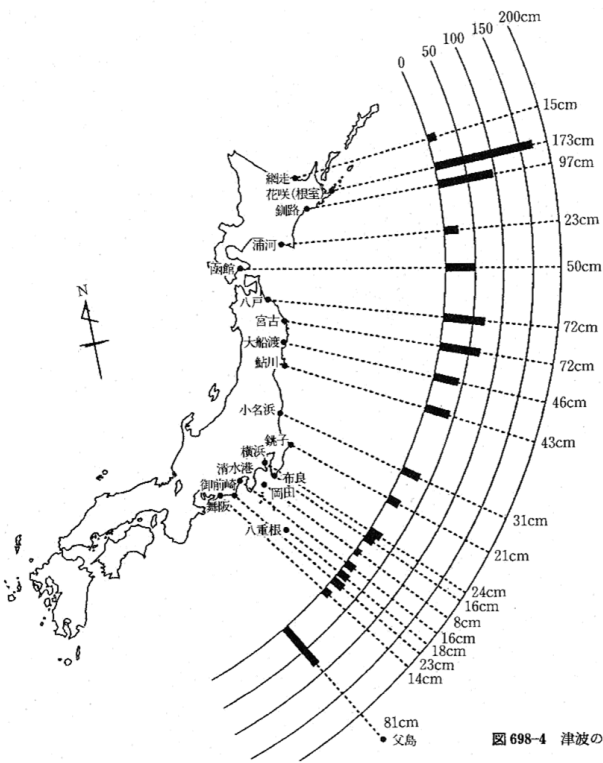 0
50
100
150
200cm
15cm
173cm
97cm
23cm
50cm
72cm
72cm
46cm
43cm
31cm
21cm
24cm
16cm
8cm
16cm
18cm
23cm
14cm
81cm
網走
花咲(根室)
釧路
浦河
函館
八戸
宮古
大船渡
鮎川
小名浜
銚子
横浜
布良
清水港
岡田
御前崎
舞阪
八重根
父島
N
図 698-4 津波の